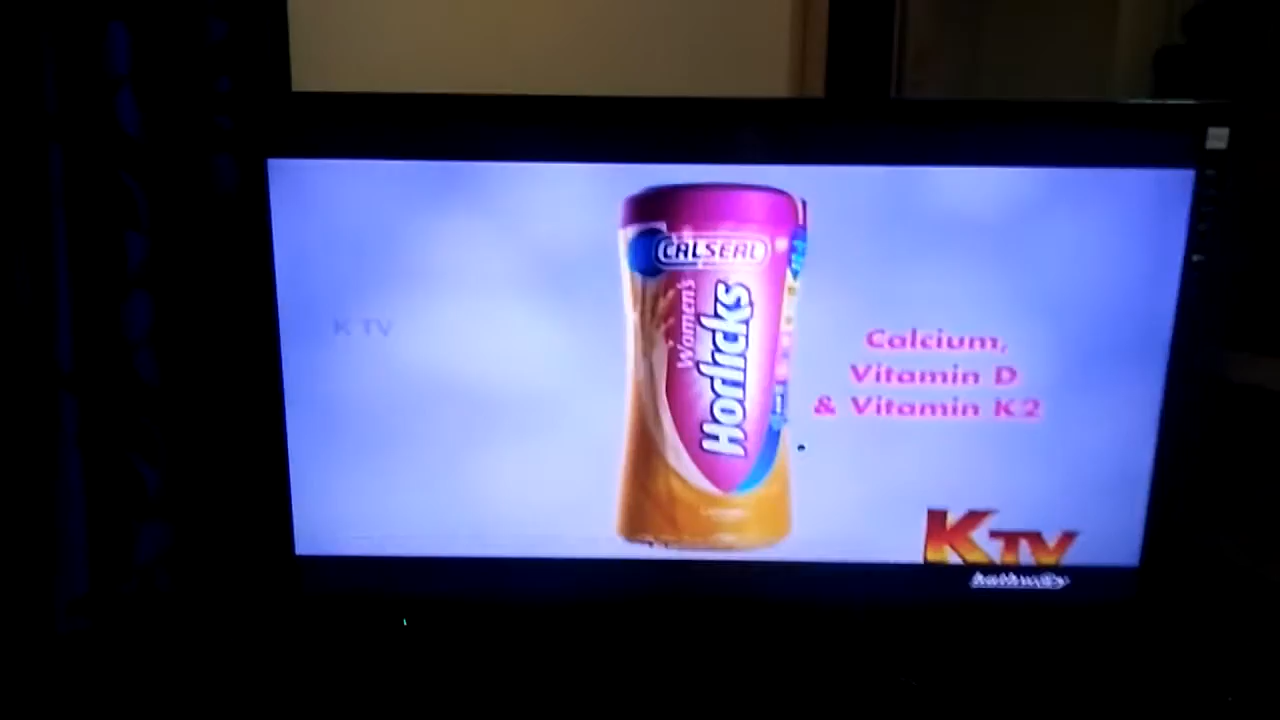 K TV
CALSEAL
Women's
Horlicks
Calcium,
Vitamin D
& Vitamin K2
KTV